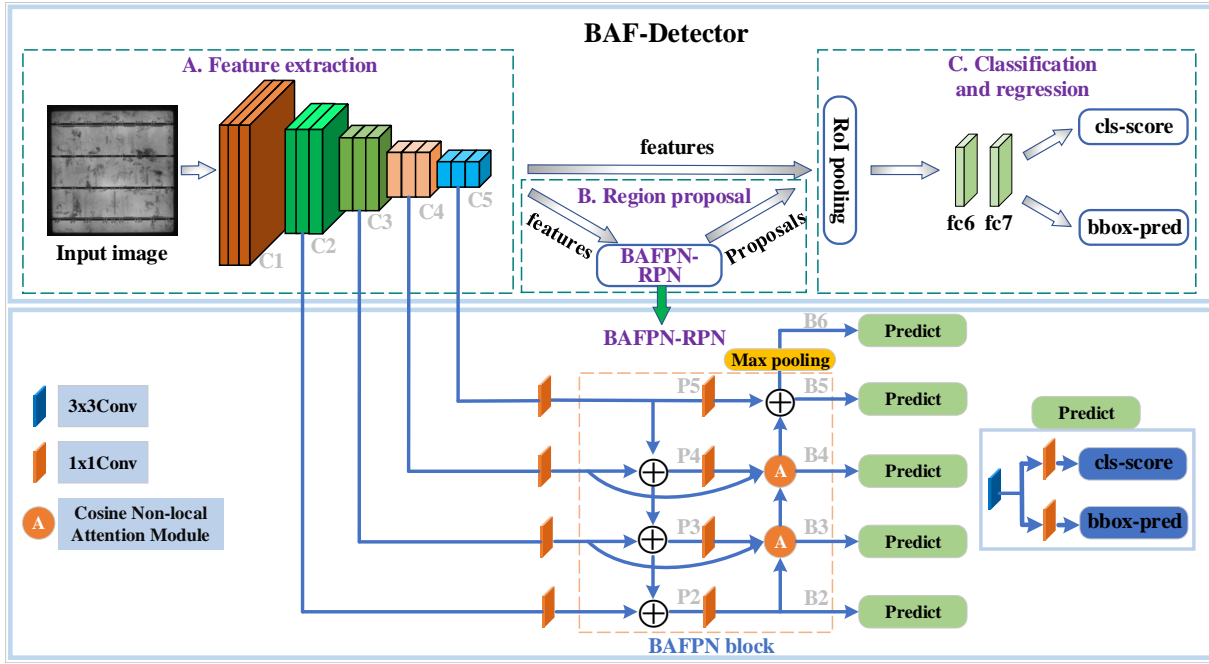 BAF-Detector
A. Feature extraction
Input image
C1
C2
C3
C4
C5
features
B. Region proposal
features
Proposals
BAFPN-
RPN
C. Classification
and regression
RoI pooling
fc6
fc7
cls-score
bbox-pred
BAFPN-RPN
3x3Conv
1x1Conv
A
Cosine Non-local
Attention Module
B6
Predict
Max pooling
P5
B5
Predict
P4
A
B4
Predict
P3
A
B3
Predict
P2
B2
Predict
BAFPN block
Predict
cls-score
bbox-pred